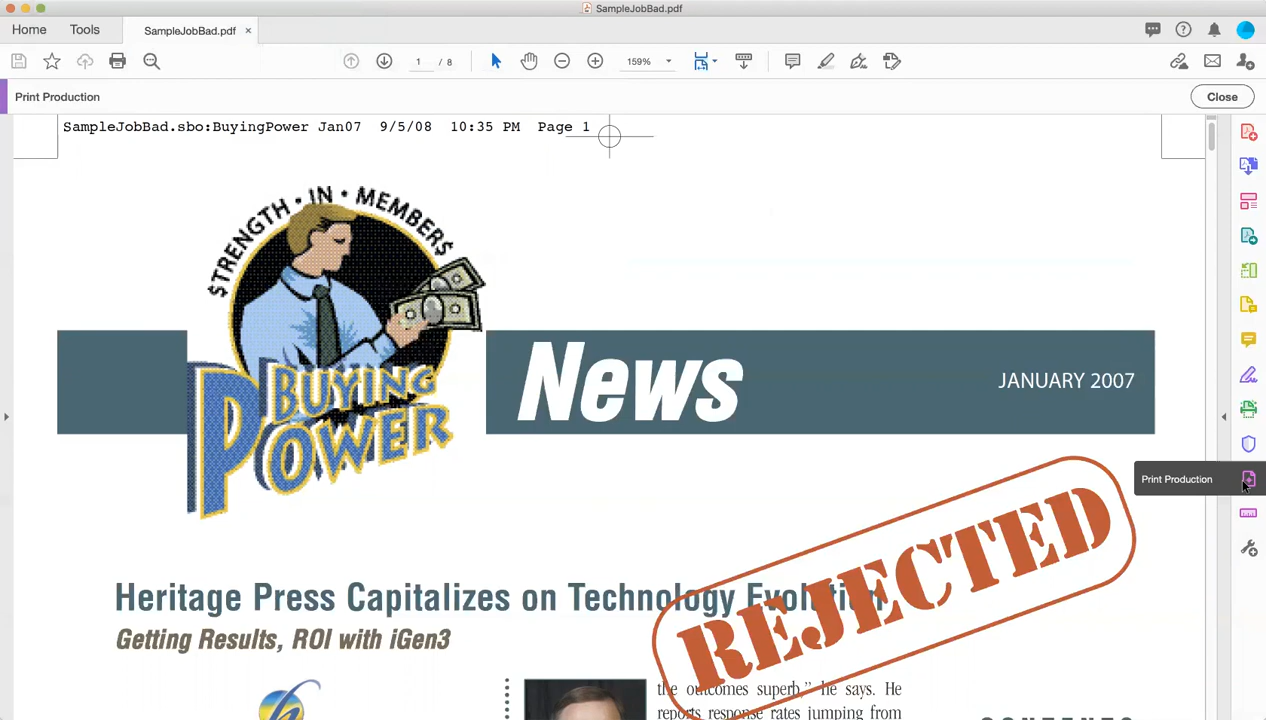 SampleJobBad.pdf
Home Tools SampleJobBad.pdf ×
1 / 8 159%
Print Production Close
SampleJobBad.sbo:BuyingPower Jan07 9/5/08 10:35 PM Page 1
$TRENGTH • IN • MEMBER$
BUYING
POWER
News
JANUARY 2007
Print Production
REJECTED
Heritage Press Capitalizes on Technology Evolution
Getting Results, ROI with iGen3
the outcomes superb,” he says. He
reports response rates jumping from